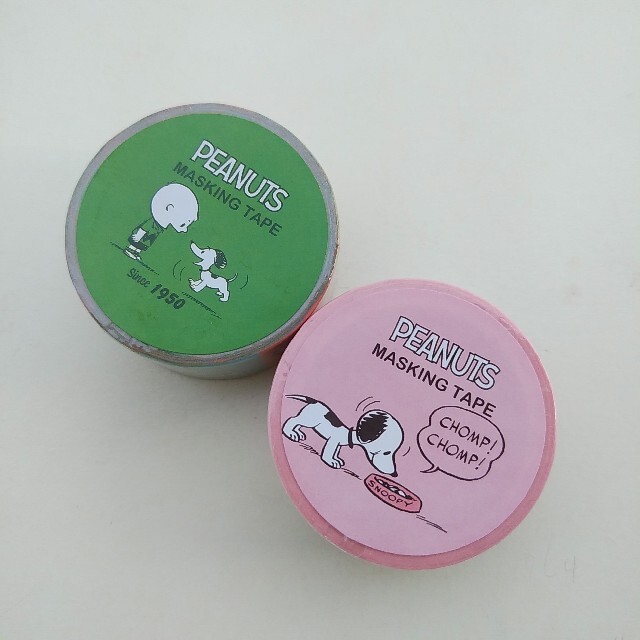 PEANUTS
MASKING TAPE
Since 1950
PEANUTS
MASKING TAPE
CHOMP!
CHOMP!
SNOOPY